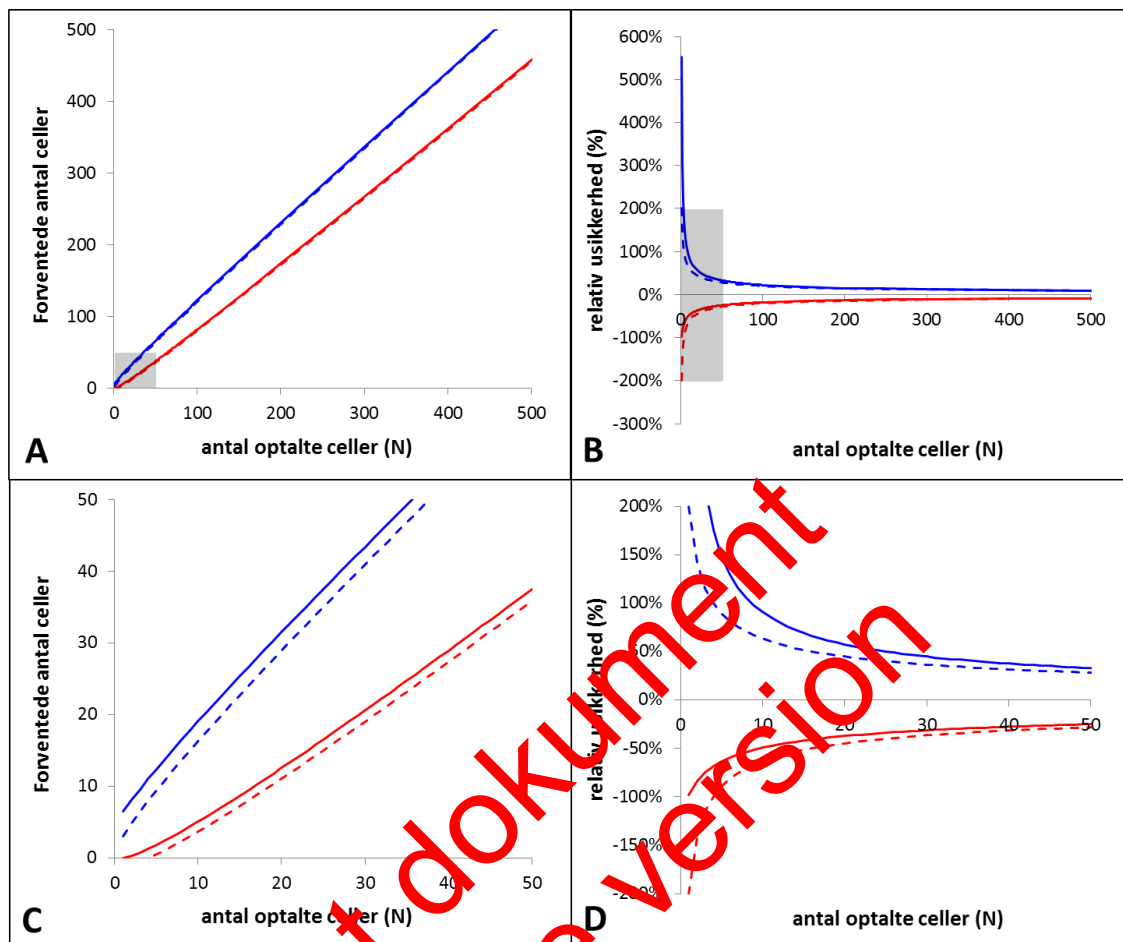 500
400
300
200
100
0
0 100 200 300 400 500
Forventede antal celler
antal optalte celler (N)
A
600%
500%
400%
300%
200%
100%
0%
-100%
-200%
-300%
0 100 200 300 400 500
relativ usikkerhed (%)
antal optalte celler (N)
B
50
40
30
20
10
0
0 10 20 30 40 50
Forventede antal celler
antal optalte celler (N)
C
200%
150%
100%
50%
0%
-50%
-100%
-150%
-200%
0 10 20 30 40 50
relativ usikkerhed (%)
antal optalte celler (N)
D
t dokument
version